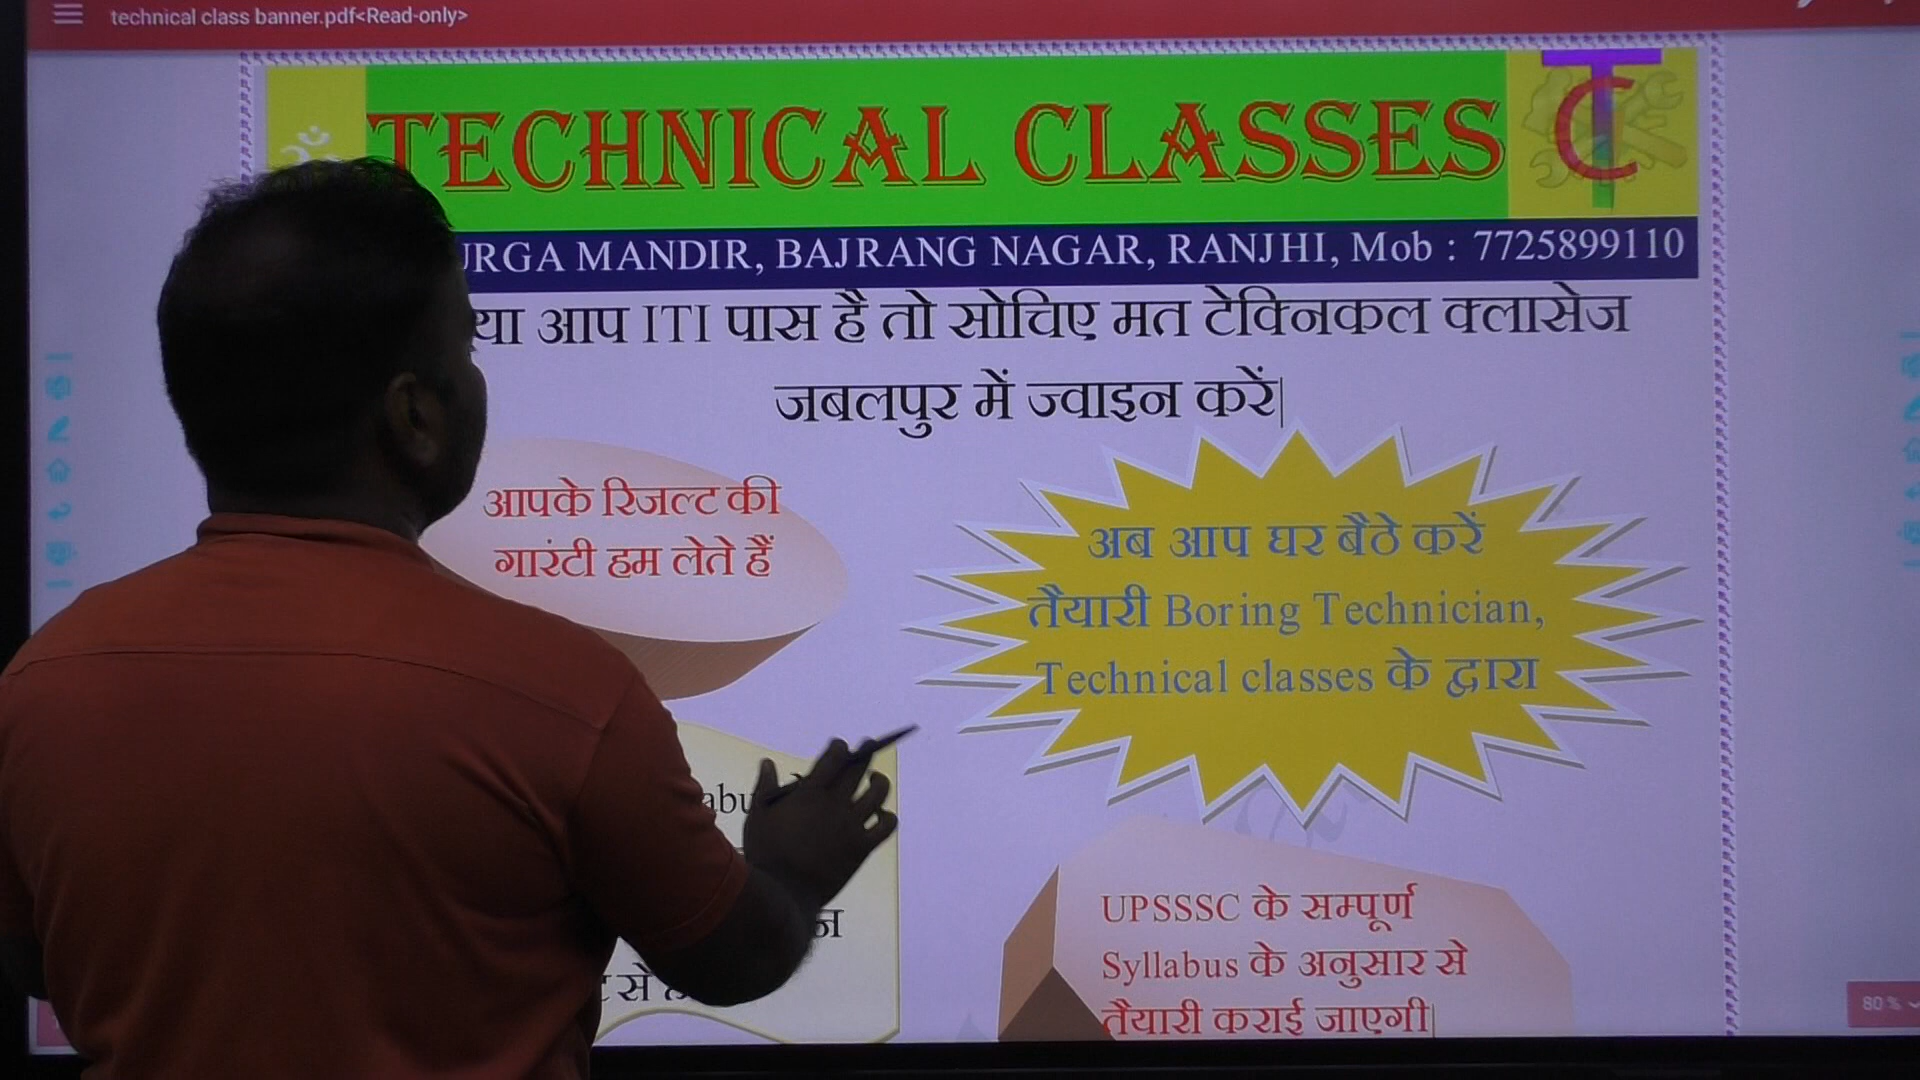 technical class banner.pdf<Read-only>
TECHNICAL CLASSES
TC
MANDIR, BAJRANG NAGAR, RANJHI, Mob : 7725899110
आप ITI पास है तो सोचिए मत टेक्निकल क्लासेज
जबलपुर में ज्वाइन करें|
आपके रिजल्ट की
गारंटी हम लेते हैं
अब आप घर बैठे करें
तैयारी Boring Technician,
Technical classes के द्वारा
से
UPSSSC के सम्पूर्ण
Syllabus के अनुसार से
तैयारी कराई जाएगी|
80 %